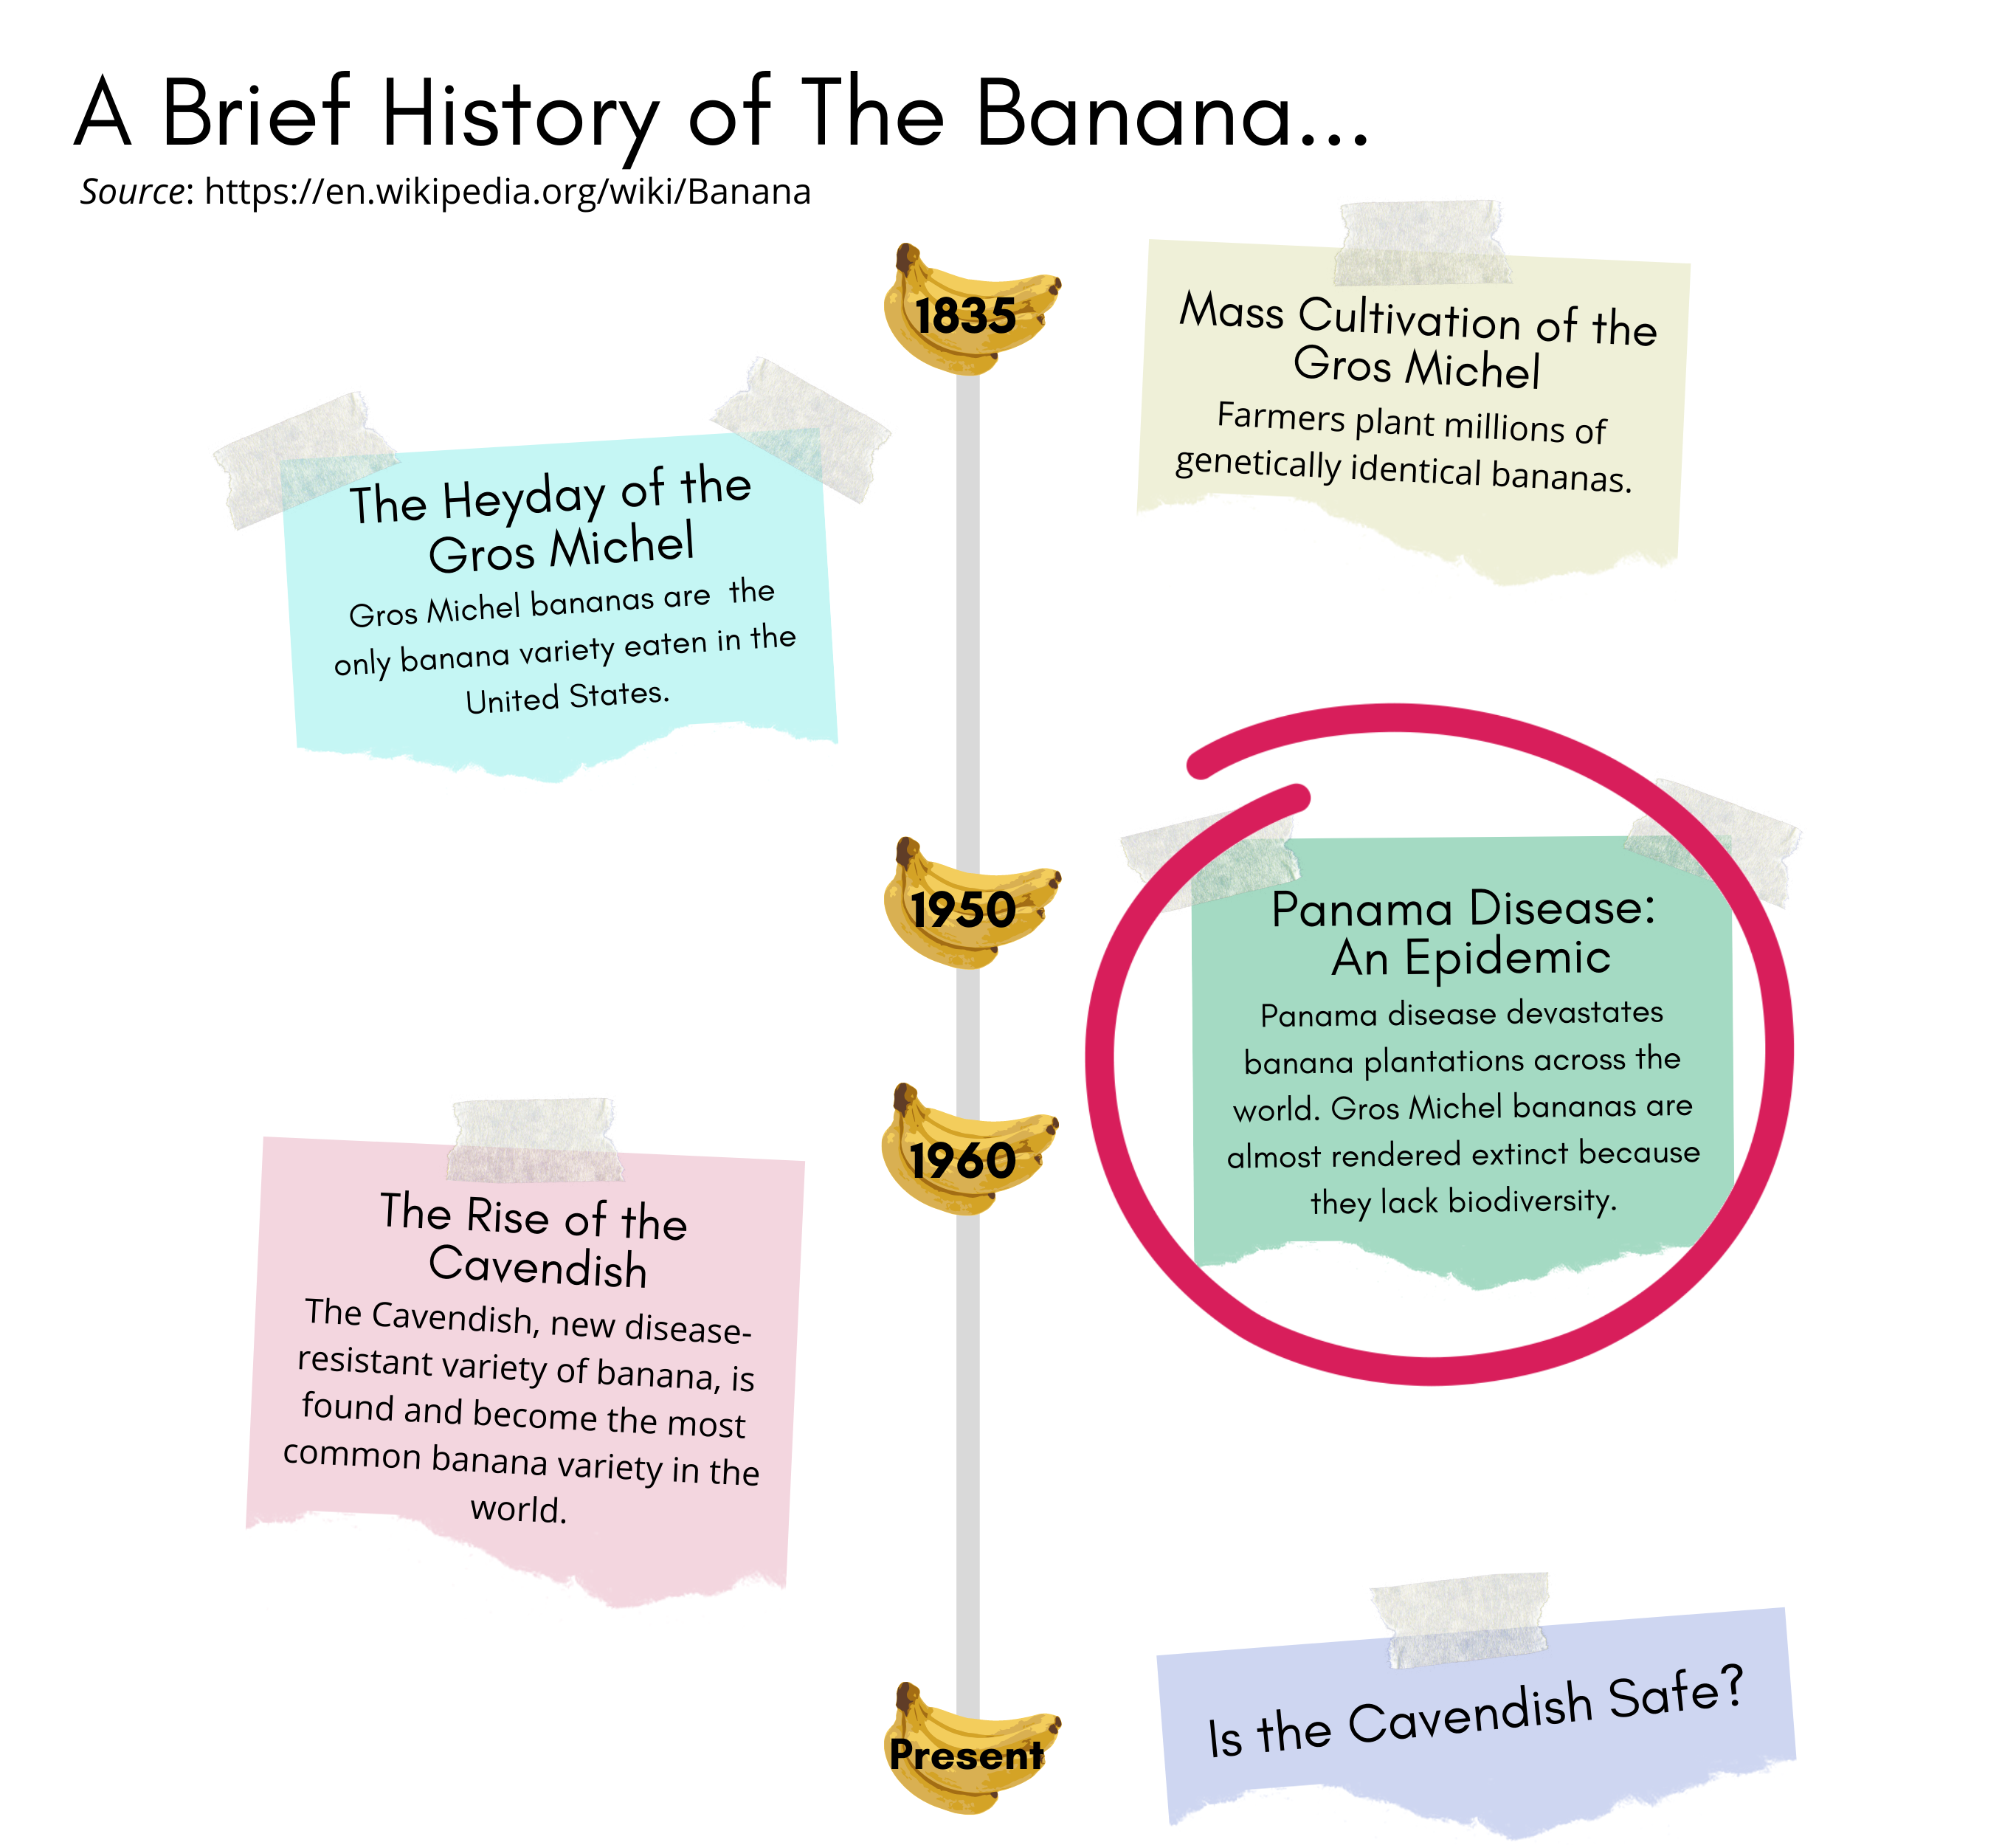 A Brief History of The Banana...
Source: https://en.wikipedia.org/wiki/Banana
1835
Mass Cultivation of the
Gros Michel
Farmers plant millions of
genetically identical bananas.
The Heyday of the
Gros Michel
Gros Michel bananas are the
only banana variety eaten in the
United States.
1950
Panama Disease:
An Epidemic
Panama disease devastates
banana plantations across the
world. Gros Michel bananas are
almost rendered extinct because
they lack biodiversity.
1960
The Rise of the
Cavendish
The Cavendish, new disease-
resistant variety of banana, is
found and become the most
common banana variety in the
world.
Present
Is the Cavendish Safe?